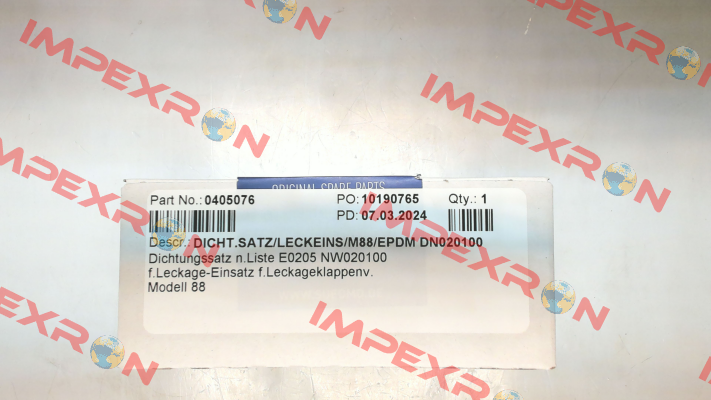 IMPEXRON
IMPEXRON
IMPEXRON
IMPEXRON
IMPEXRON
IMPEXRON
ORIGINAL SPARE PARTS
Part No.: 0405076 PO: 10190765 Qty.: 1
PD: 07.03.2024
Descr.: DICHT.SATZ/LECKEINS/M88/EPDM DN020100
Dichtungssatz n.Liste E0205 NW020100
f.Leckage-Einsatz f.Leckageklappenv.
Modell 88